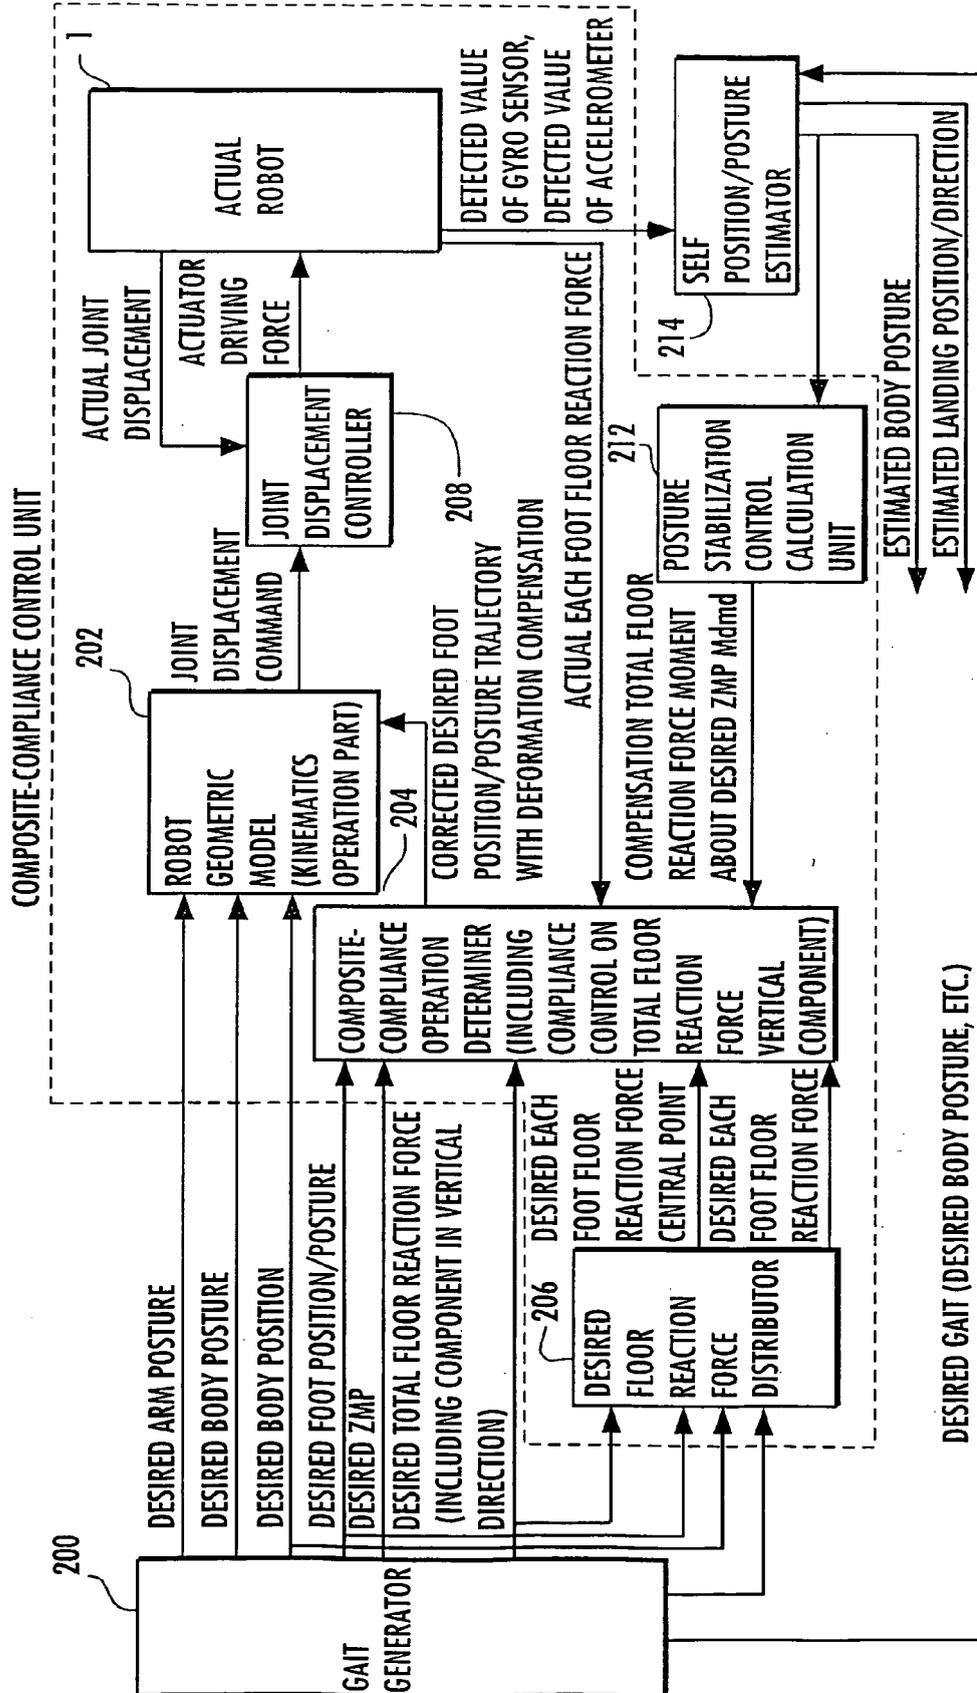 COMPOSITE-COMPLIANCE CONTROL UNIT
200
GAIT
GENERATOR
DESIRED ARM POSTURE
DESIRED BODY POSTURE
DESIRED BODY POSITION
DESIRED FOOT POSITION/POSTURE
DESIRED ZMP
DESIRED TOTAL FLOOR REACTION FORCE
(INCLUDING COMPONENT IN VERTICAL
DIRECTION)
206
DESIRED
FLOOR
REACTION
FORCE
DISTRIBUTOR
DESIRED EACH
FOOT FLOOR
REACTION FORCE
CENTRAL POINT
DESIRED EACH
FOOT FLOOR
REACTION FORCE
202
ROBOT
GEOMETRIC
MODEL
(KINEMATICS
OPERATION PART)
204
COMPOSITE-
COMPLIANCE
OPERATION
DETERMINER
(INCLUDING
COMPLIANCE
CONTROL ON
TOTAL FLOOR
REACTION
FORCE
VERTICAL
COMPONENT)
JOINT
DISPLACEMENT
COMMAND
CORRECTED DESIRED FOOT
POSITION/POSTURE TRAJECTORY
WITH DEFORMATION COMPENSATION
ACTUAL EACH FOOT FLOOR REACTION FORCE
COMPENSATION TOTAL FLOOR
REACTION FORCE MOMENT
ABOUT DESIRED ZMP Mdmd
JOINT
DISPLACEMENT
CONTROLLER
208
ACTUAL JOINT
DISPLACEMENT
ACTUATOR
DRIVING
FORCE
1
ACTUAL
ROBOT
DETECTED VALUE
OF GYRO SENSOR,
DETECTED VALUE
OF ACCELEROMETER
212
POSTURE
STABILIZATION
CONTROL
CALCULATION
UNIT
214
SELF
POSITION/POSTURE
ESTIMATOR
ESTIMATED BODY POSTURE
ESTIMATED LANDING POSITION/DIRECTION
DESIRED GAIT (DESIRED BODY POSTURE, ETC.)